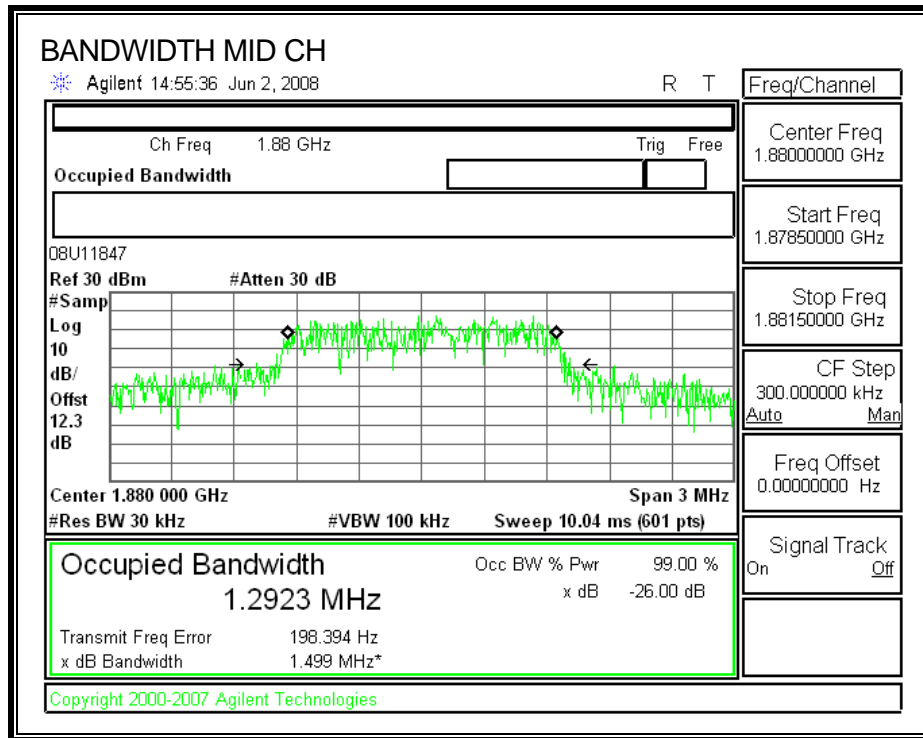 BANDWIDTH MID CH
Agilent 14:55:36 Jun 2, 2008 R T
Freq/Channel
Ch Freq 1.88 GHz Trig Free
Occupied Bandwidth
Center Freq
1.88000000 GHz
Start Freq
1.87850000 GHz
Stop Freq
1.88150000 GHz
CF Step
300.000000 kHz
Auto Man
Freq Offset
0.00000000 Hz
Signal Track
On Off
08U11847
Ref 30 dBm #Atten 30 dB
#Samp
Log
10
dB/
Offst
12.3
dB
Center 1.880 000 GHz Span 3 MHz
#Res BW 30 kHz #VBW 100 kHz Sweep 10.04 ms (601 pts)
Occupied Bandwidth
1.2923 MHz
Occ BW % Pwr 99.00 %
x dB -26.00 dB
Transmit Freq Error 198.394 Hz
x dB Bandwidth 1.499 MHz*
Copyright 2000-2007 Agilent Technologies